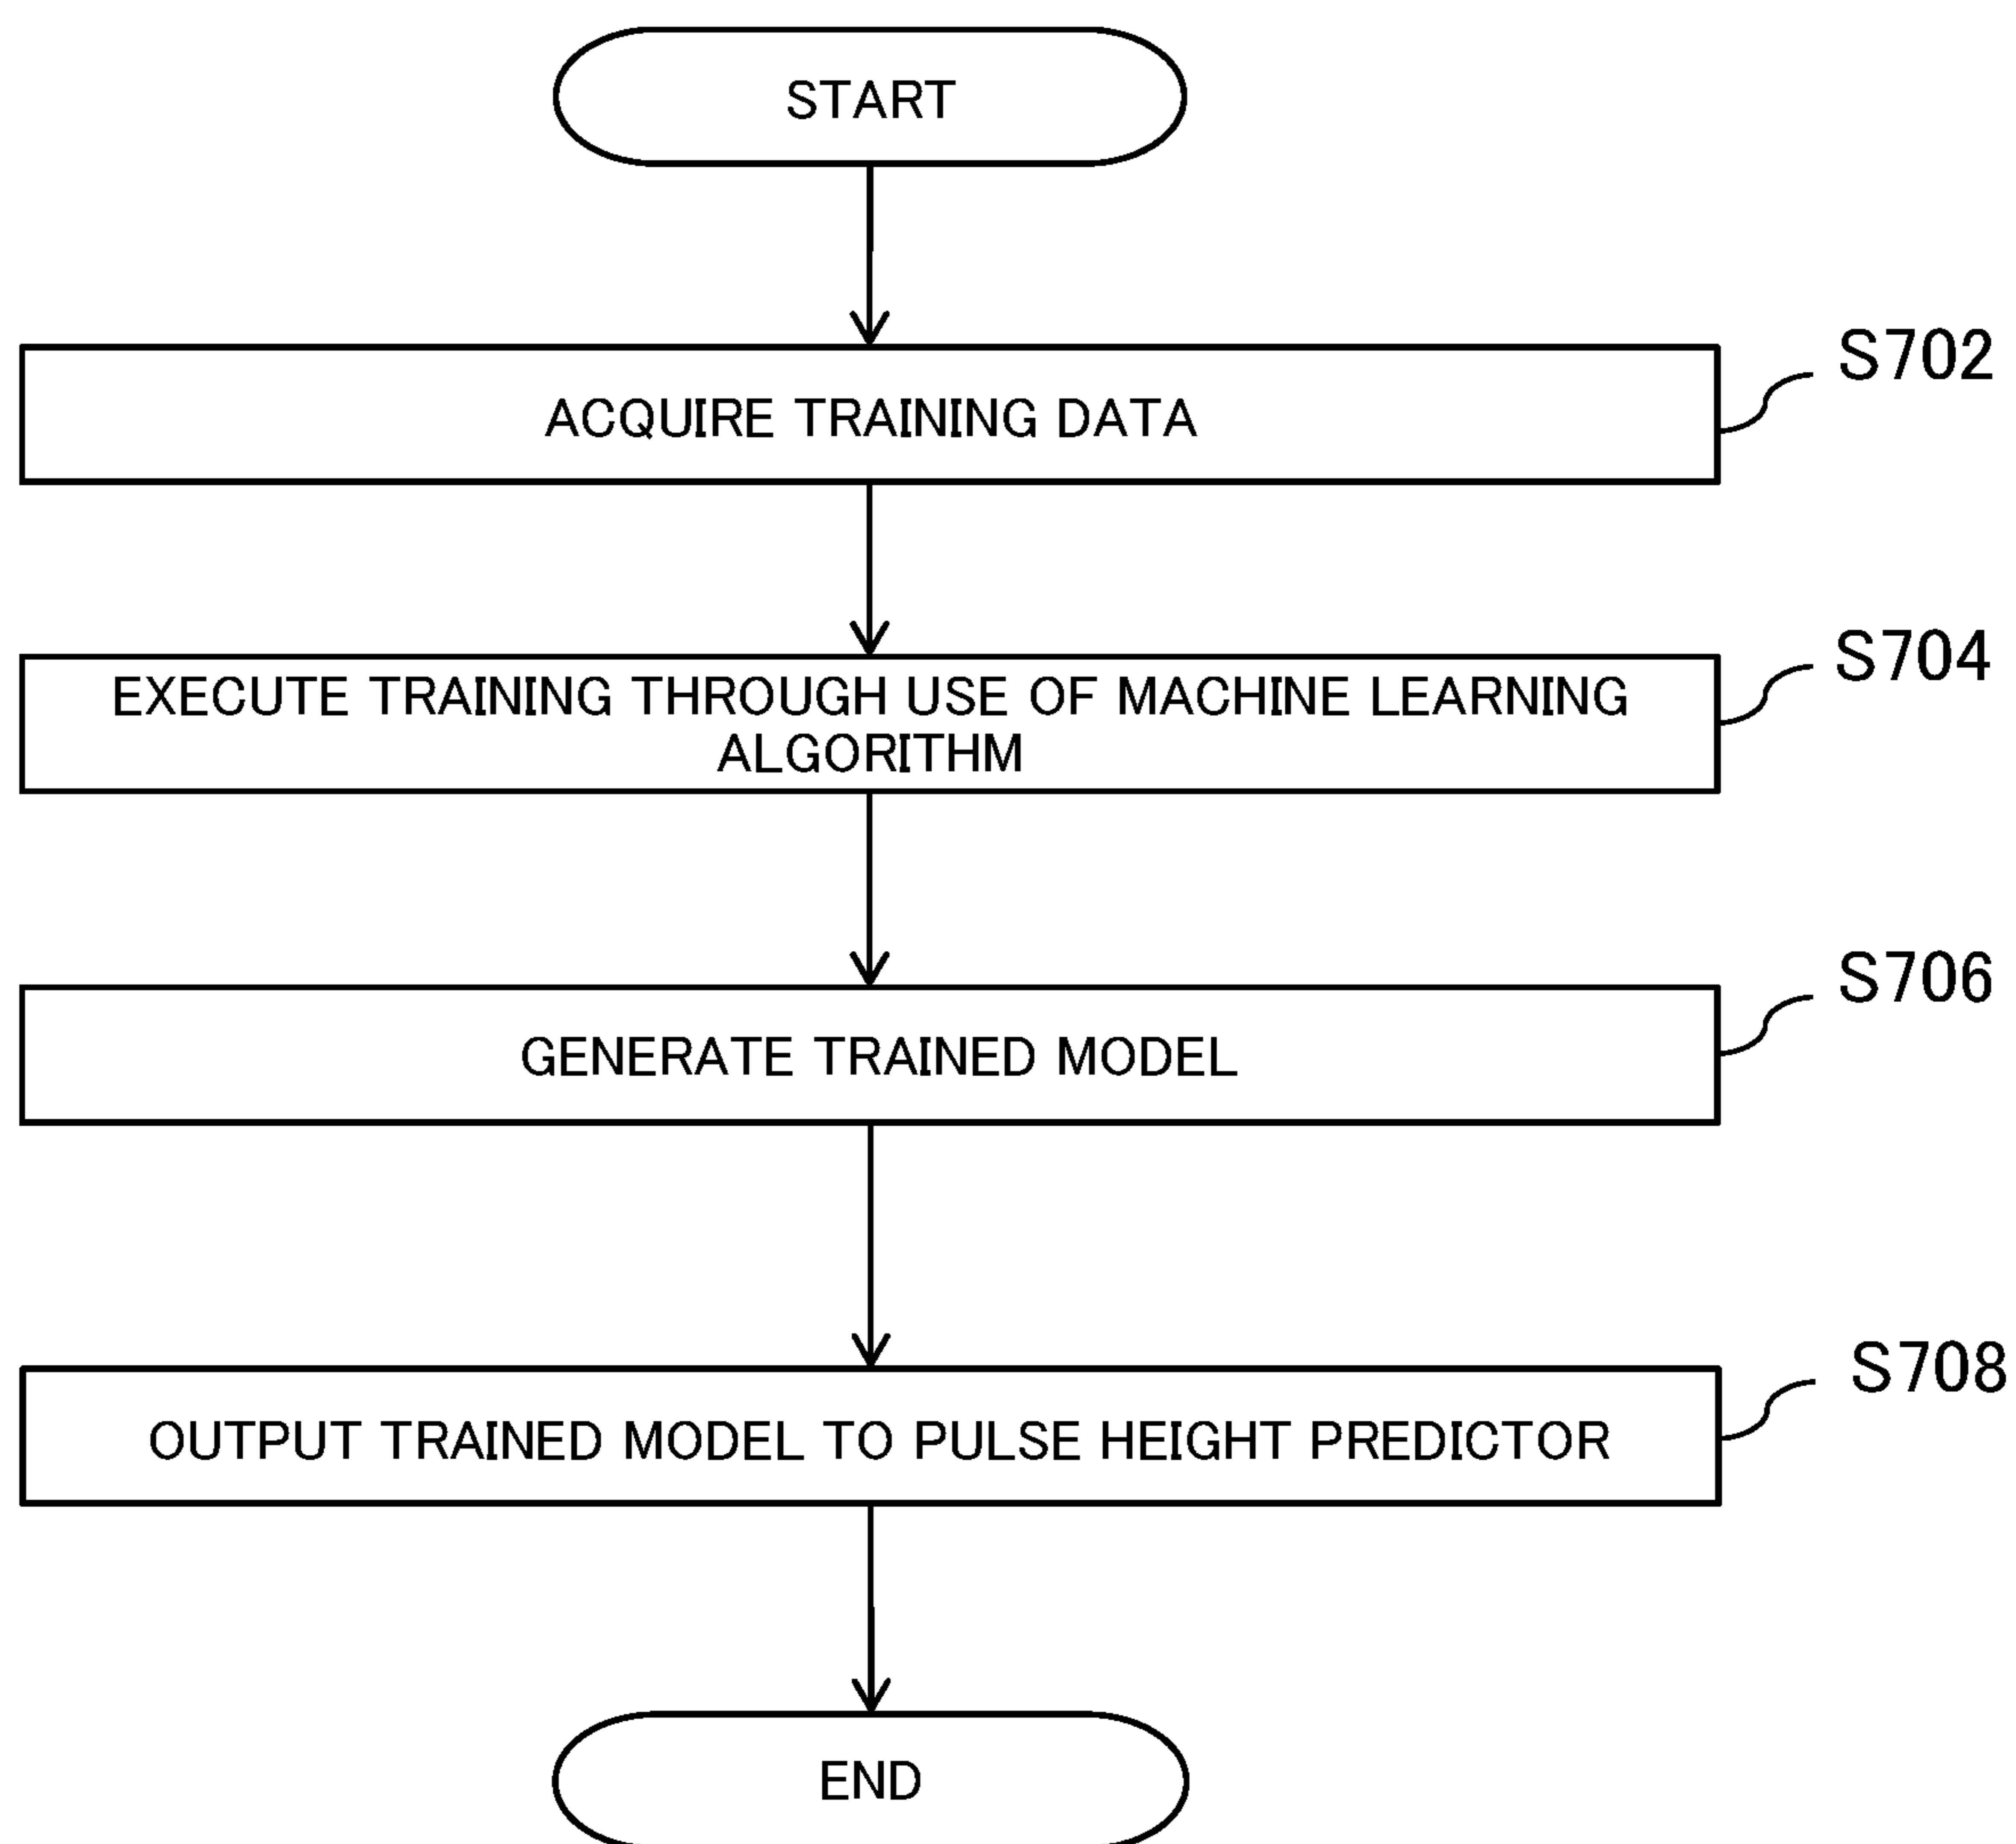 START
S702
ACQUIRE TRAINING DATA
S704
EXECUTE TRAINING THROUGH USE OF MACHINE LEARNING
ALGORITHM
S706
GENERATE TRAINED MODEL
S708
OUTPUT TRAINED MODEL TO PULSE HEIGHT PREDICTOR
END